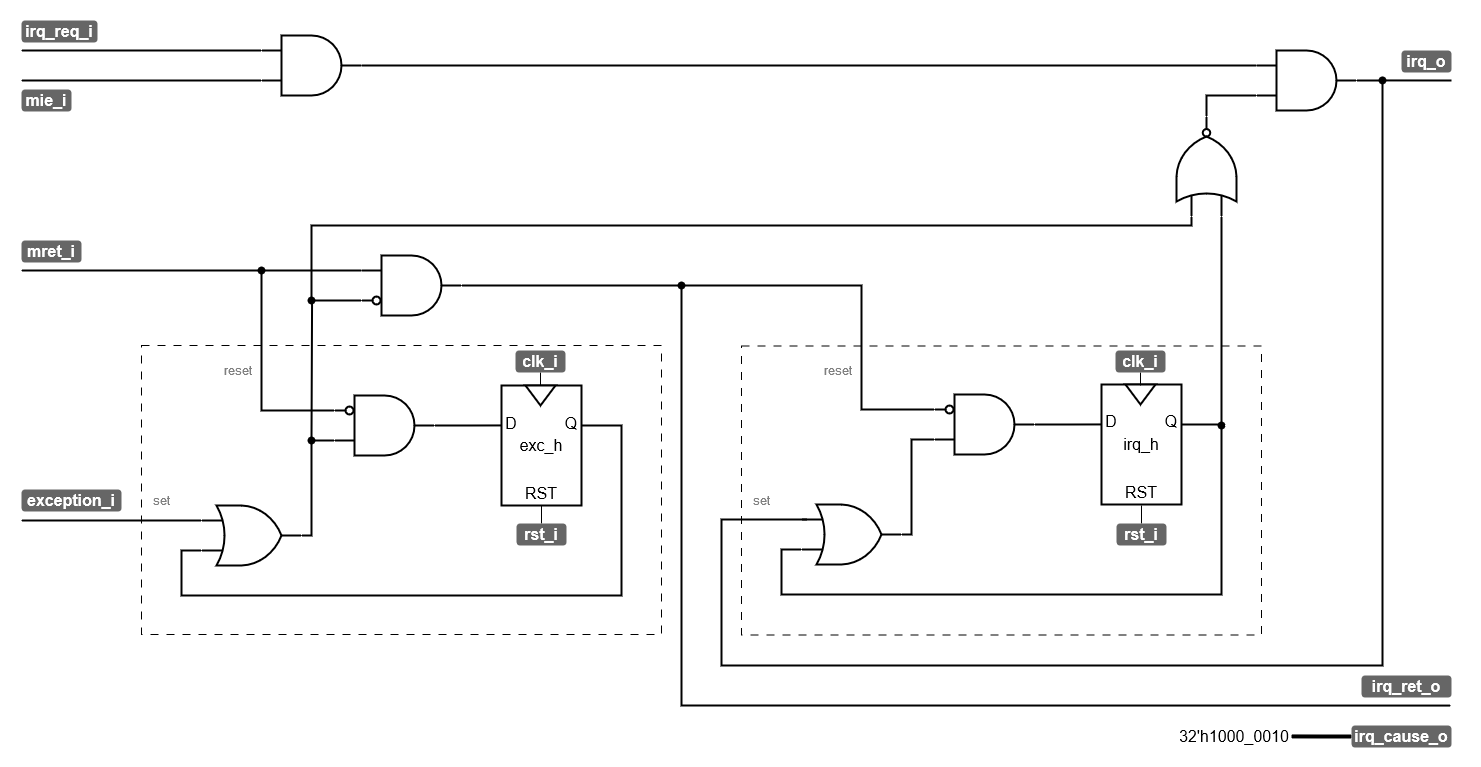 irq_req_i
irq_o
mie_i
mret_i
clk_i
clk_i
reset
reset
D
Q
exc_h
D
Q
irq_h
exception_i
set
RST
set
RST
rst_i
rst_i
irq_ret_o
32'h1000_0010
irq_cause_o